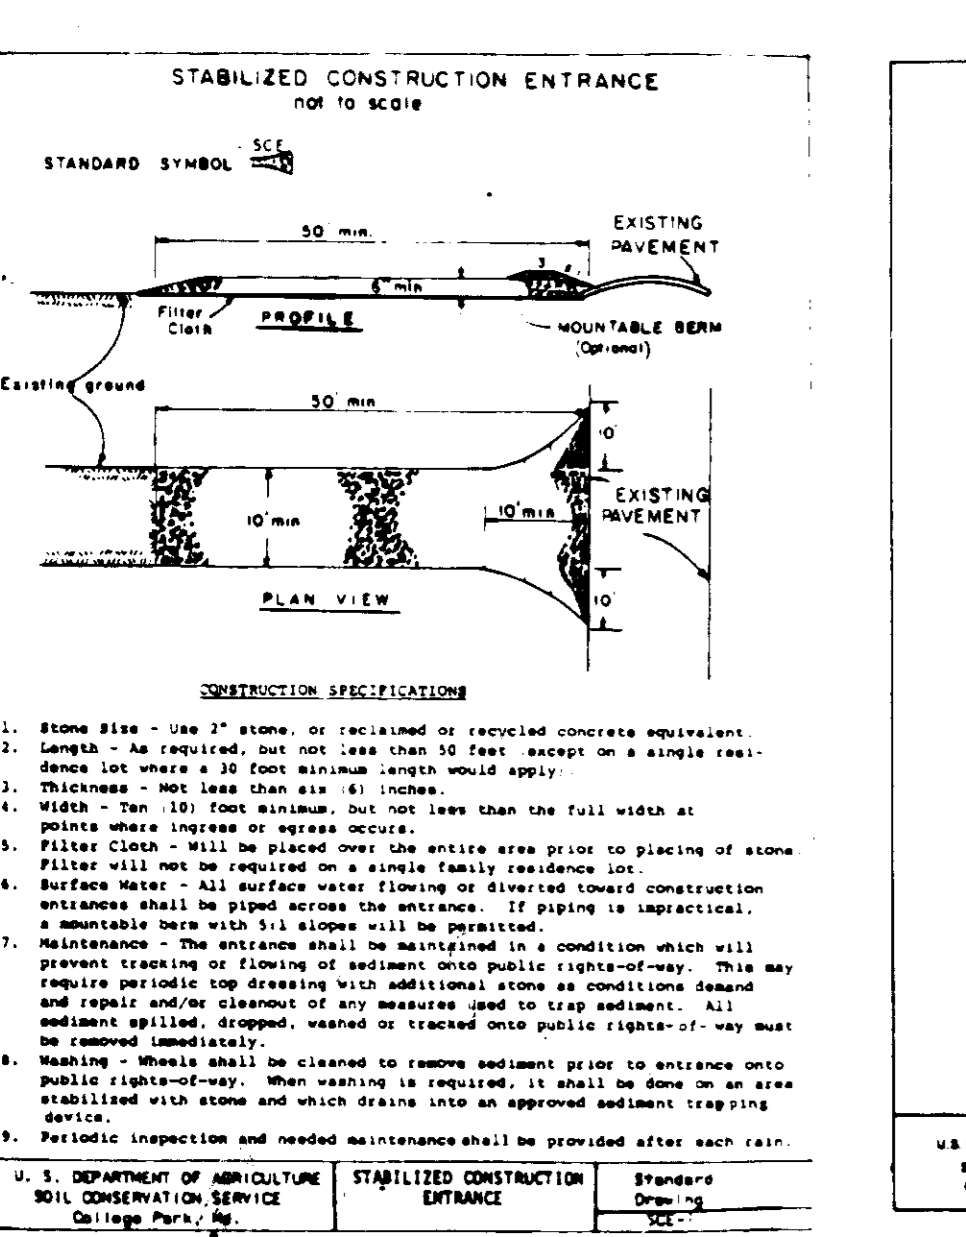 STABILIZED CONSTRUCTION ENTRANCE
not to scale
SCE
STANDARD SYMBOL
50' min.
EXISTING
PAVEMENT
3
6" min
Filter
Cloth
PROFILE
MOUNTABLE BERM
(Optional)
Existing ground
50' min
10'
EXISTING
PAVEMENT
10' min
10' min
10'
PLAN VIEW
CONSTRUCTION SPECIFICATIONS
1. Stone Size - Use 2" stone, or reclaimed or recycled concrete equivalent.
2. Length - As required, but not less than 50 feet (except on a single resi-
dence lot where a 30 foot minimum length would apply).
3. Thickness - Not less than six (6) inches.
4. Width - Ten (10) foot minimum, but not less than the full width at
points where ingress or egress occurs.
5. Filter Cloth - Will be placed over the entire area prior to placing of stone.
Filter will not be required on a single family residence lot.
6. Surface Water - All surface water flowing or diverted toward construction
entrances shall be piped across the entrance. If piping is impractical,
a mountable berm with 5:1 slopes will be permitted.
7. Maintenance - The entrance shall be maintained in a condition which will
prevent tracking or flowing of sediment onto public rights-of-way. This may
require periodic top dressing with additional stone as conditions demand
and repair and/or cleanout of any measures used to trap sediment. All
sediment spilled, dropped, washed or tracked onto public rights-of-way must
be removed immediately.
8. Washing - Wheels shall be cleaned to remove sediment prior to entrance onto
public rights-of-way. When washing is required, it shall be done on an area
stabilized with stone and which drains into an approved sediment trapping
device.
9. Periodic inspection and needed maintenance shall be provided after each rain.
U. S. DEPARTMENT OF AGRICULTURE
SOIL CONSERVATION SERVICE
College Park, Md.
STABILIZED CONSTRUCTION
ENTRANCE
Standard
Drawing
SCE-
U.S.